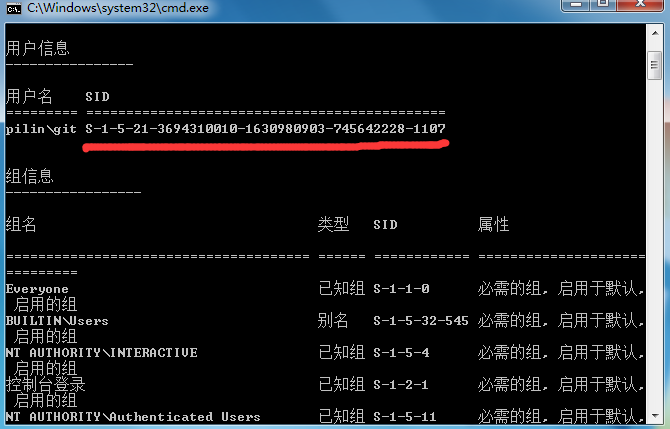 C:\Windows\system32\cmd.exe
用户信息
----------------
用户名 SID
========= =============================================
pilin\git S-1-5-21-3694310010-1630980903-745642228-1107
组信息
-----------------
组名 类型 SID 属性
====================================== ====== ============ =====================
=========
Everyone 已知组 S-1-1-0 必需的组, 启用于默认,
启用的组
BUILTIN\Users 别名 S-1-5-32-545 必需的组, 启用于默认,
启用的组
NT AUTHORITY\INTERACTIVE 已知组 S-1-5-4 必需的组, 启用于默认,
启用的组
控制台登录 已知组 S-1-2-1 必需的组, 启用于默认,
启用的组
NT AUTHORITY\Authenticated Users 已知组 S-1-5-11 必需的组, 启用于默认,